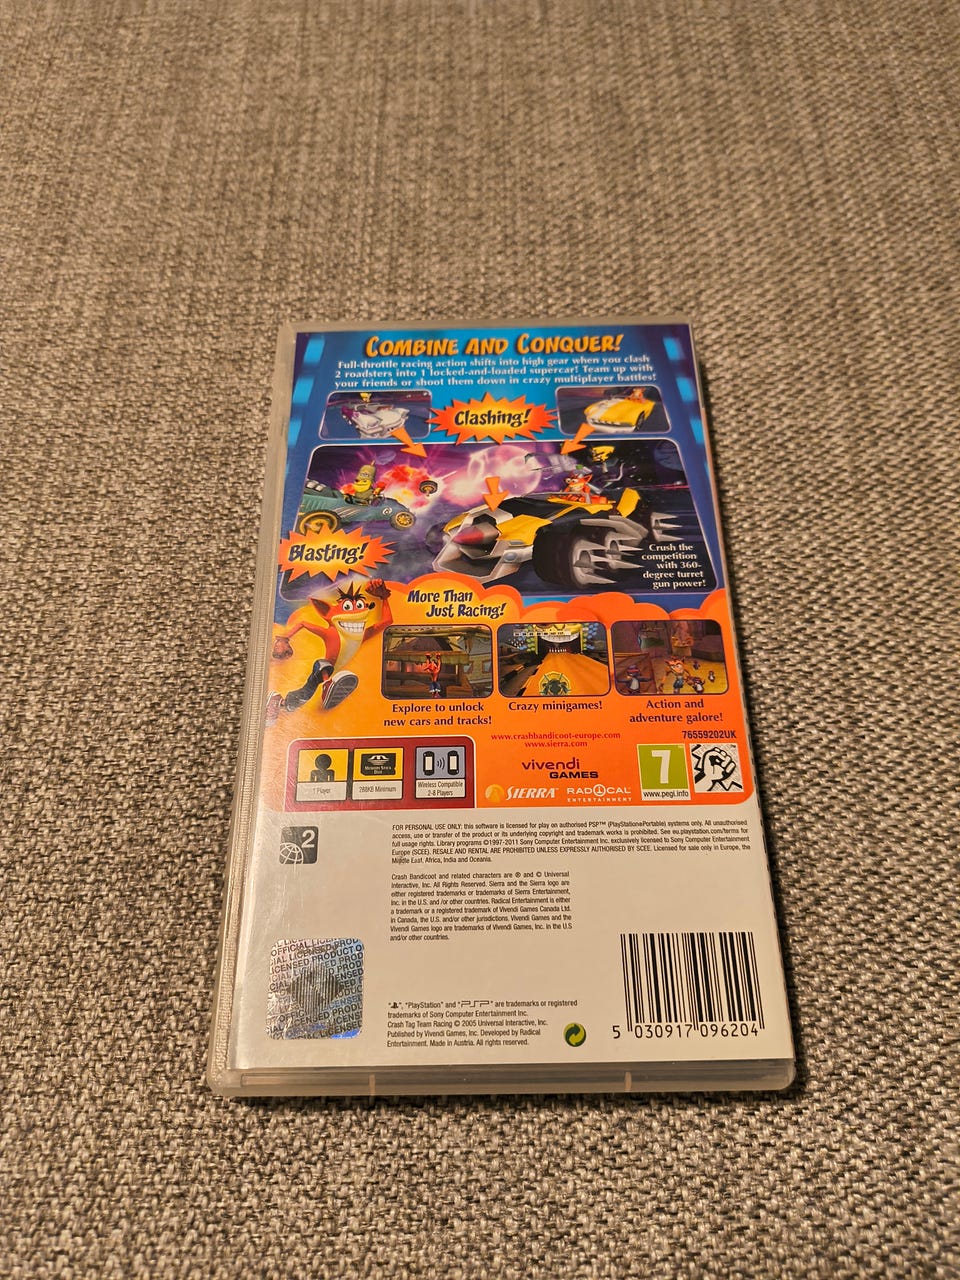 COMBINE AND CONQUER!
Full-throttle racing action shifts into high gear when you clash
2 roadsters into 1 locked-and-loaded supercar! Team up with
your friends or shoot them down in crazy multiplayer battles!
Clashing!
Blasting!
Crush the
competition
with 360-
degree turret
gun power!
More Than
Just Racing!
Explore to unlock
new cars and tracks!
Crazy minigames!
Action and
adventure galore!
www.crashbandicoot-europe.com
www.sierra.com
76559202UK
1 Player
MEMORY STICK
DUO
288KB Minimum
Wireless Compatible
2-8 Players
vivendi
GAMES
SIERRA
RADICAL
ENTERTAINMENT
7
www.pegi.info
2
FOR PERSONAL USE ONLY: this software is licensed for play on authorised PSP™ (PlayStation®Portable) systems only. All unauthorised
access, use or transfer of the product or its underlying copyright and trademark works is prohibited. See eu.playstation.com/terms for
full usage rights. Library programs ©1997-2011 Sony Computer Entertainment Inc. exclusively licensed to Sony Computer Entertainment
Europe (SCEE). RESALE AND RENTAL ARE PROHIBITED UNLESS EXPRESSLY AUTHORISED BY SCEE. Licensed for sale only in Europe, the
Middle East, Africa, India and Oceania.
Crash Bandicoot and related characters are ® and © Universal
Interactive, Inc. All Rights Reserved. Sierra and the Sierra logo are
either registered trademarks or trademarks of Sierra Entertainment,
Inc. in the U.S. and /or other countries. Radical Entertainment is either
a trademark or a registered trademark of Vivendi Games Canada Ltd.
in Canada, the U.S. and/or other jurisdictions. Vivendi Games and the
Vivendi Games logo are trademarks of Vivendi Games, Inc. in the U.S
and/or other countries.
OFFICIAL LICENSED PRODUCT
" ", "PlayStation" and "PSP" are trademarks or registered
trademarks of Sony Computer Entertainment Inc.
Crash Tag Team Racing © 2005 Universal Interactive, Inc.
Published by Vivendi Games, Inc. Developed by Radical
Entertainment. Made in Austria. All rights reserved.
5 030917 096204